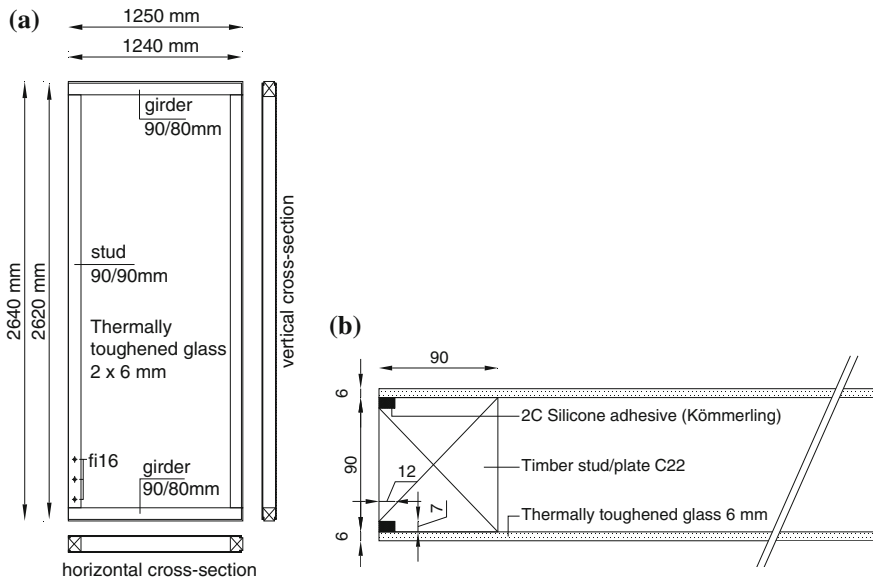 (a)
1250 mm
1240 mm
girder
90/80mm
stud
90/90mm
2640 mm
2620 mm
Thermally
toughened glass
2 x 6 mm
vertical cross-section
fi16
girder
90/80mm
horizontal cross-section
(b)
90
6
2C Silicone adhesive (Kömmerling)
90
Timber stud/plate C22
12
7
Thermally toughened glass 6 mm
6